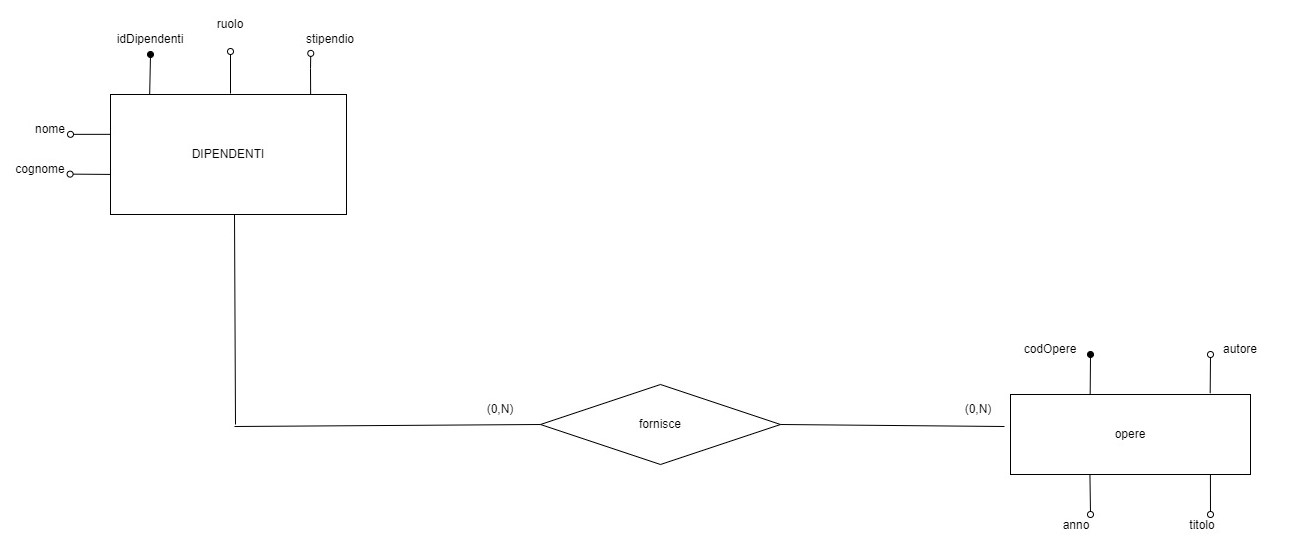 ruolo
idDipendenti
stipendio
nome
DIPENDENTI
cognome
codOpere
autore
(0,N)
fornisce
(0,N)
opere
anno
titolo